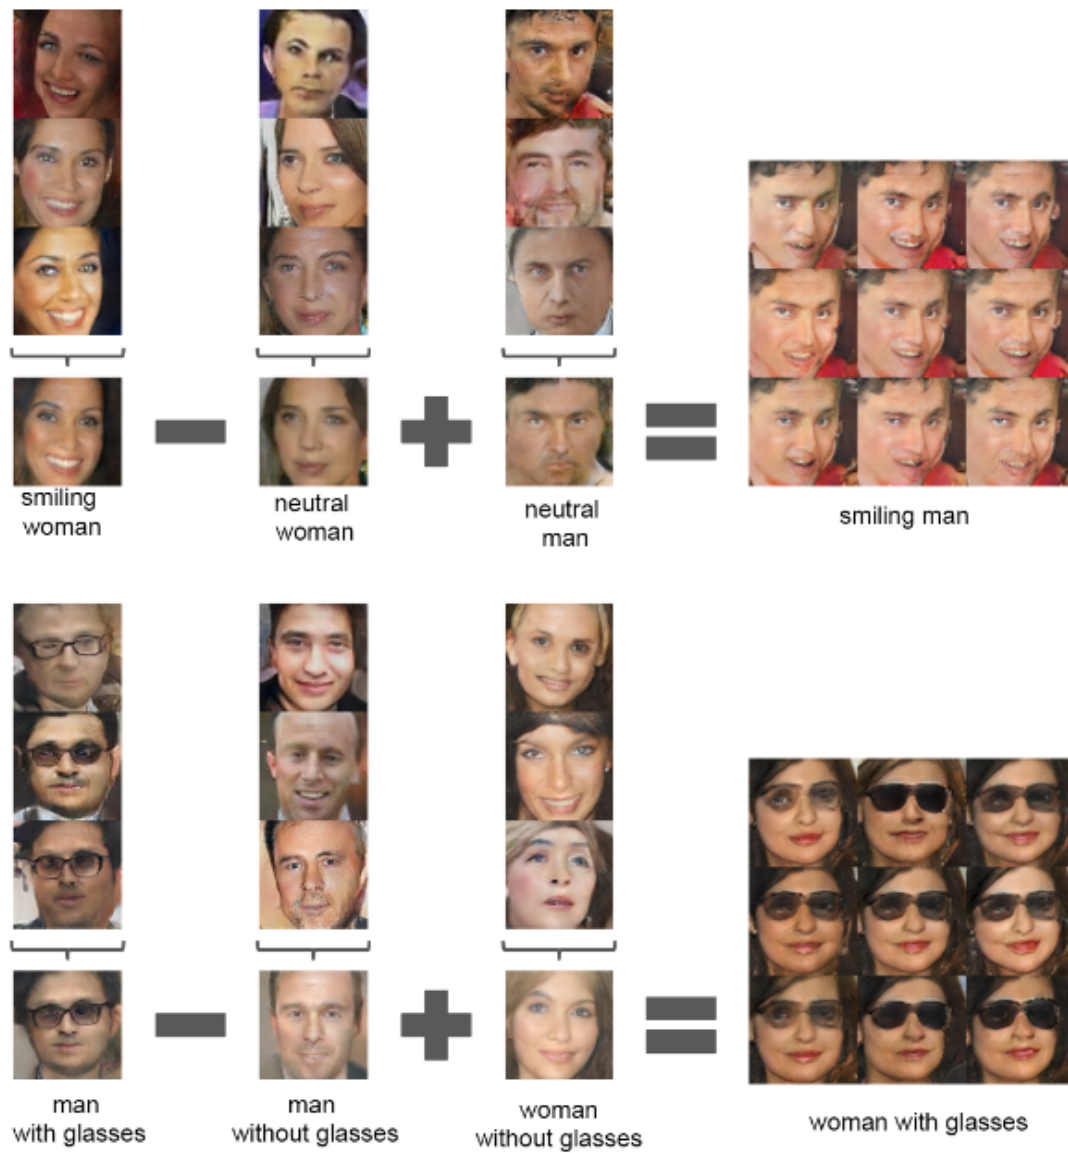 smiling
woman
neutral
woman
neutral
man
smiling man
man
with glasses
man
without glasses
woman
without glasses
woman with glasses